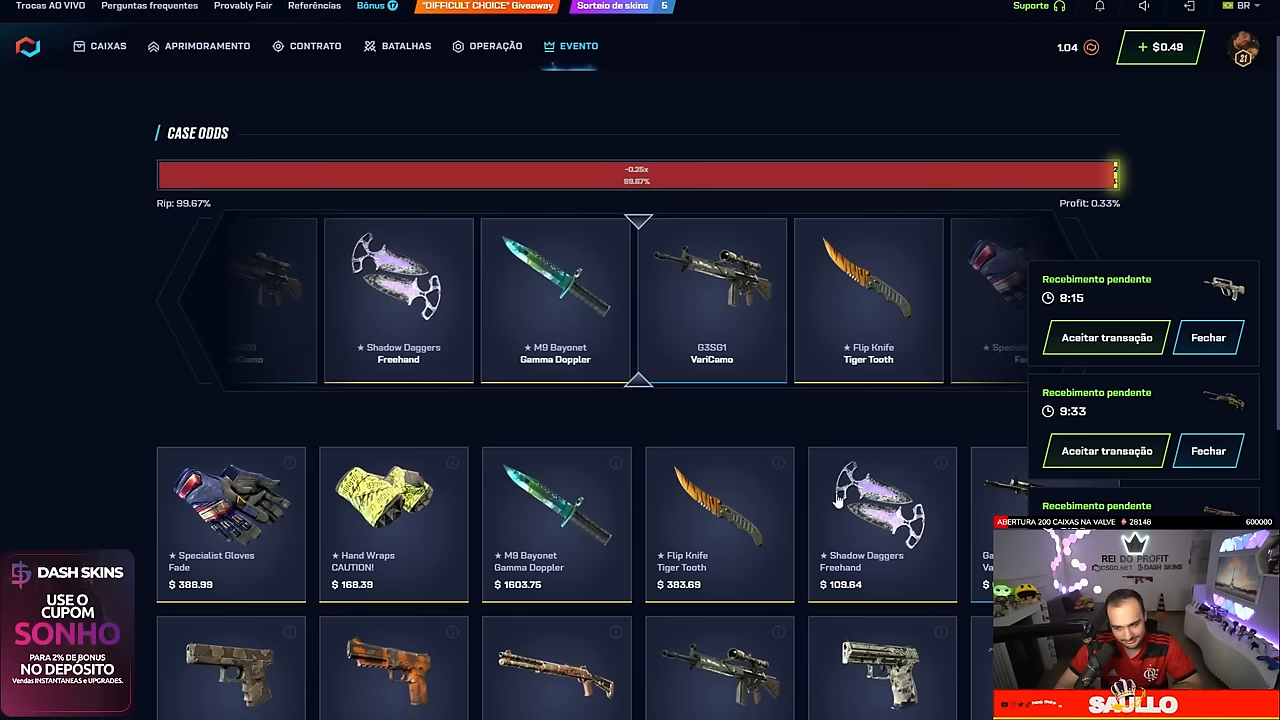 Trocas AO VIVO
Perguntas frequentes
Provably Fair
Referências
Bônus 17
"DIFFICULT CHOICE" Giveaway
Sorteio de skins 5
Suporte
BR
CAIXAS
APRIMORAMENTO
CONTRATO
BATALHAS
OPERAÇÃO
EVENTO
1.04
+ $0.49
21
CASE ODDS
-0.25x
99.67%
Rip: 99.67%
Profit: 0.33%
★ Shadow Daggers
Freehand
★ M9 Bayonet
Gamma Doppler
G3SG1
VariCamo
★ Flip Knife
Tiger Tooth
Recebimento pendente
8:15
Aceitar transação
Fechar
Recebimento pendente
9:33
Aceitar transação
Fechar
Recebimento pendente
★ Specialist Gloves
Fade
$ 386.99
★ Hand Wraps
CAUTION!
$ 168.39
★ M9 Bayonet
Gamma Doppler
$ 1603.75
★ Flip Knife
Tiger Tooth
$ 383.69
★ Shadow Daggers
Freehand
$ 109.64
ABERTURA 200 CAIXAS NA VALVE 28148 600000
REI DO PROFIT
CSGO.NET DASH SKINS
SAULLO
DASH SKINS
USE O
CUPOM
SONHO
PARA 2% DE BONUS
NO DEPÓSITO
Vendas INSTANTANEAS e UPGRADES.